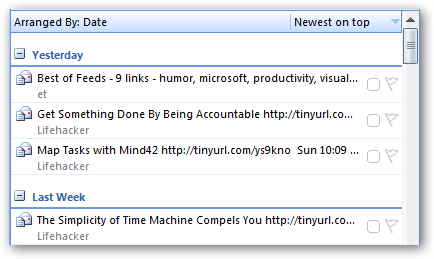 Arranged By: Date Newest on top
Yesterday
Best of Feeds - 9 links - humor, microsoft, productivity, visual...
et
Get Something Done By Being Accountable http://tinyurl.co...
Lifehacker
Map Tasks with Mind42 http://tinyurl.com/ys9kno Sun 10:09 ...
Lifehacker
Last Week
The Simplicity of Time Machine Compels You http://tinyurl.co...
Lifehacker